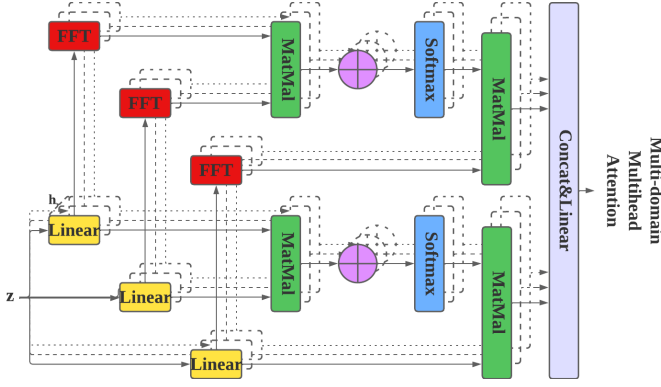 FFT
MatMal
Softmax
MatMal
FFT
FFT
Concat&Linear
Multi-domain
Multihead
Attention
h
Linear
MatMal
Softmax
MatMal
z
Linear
Linear